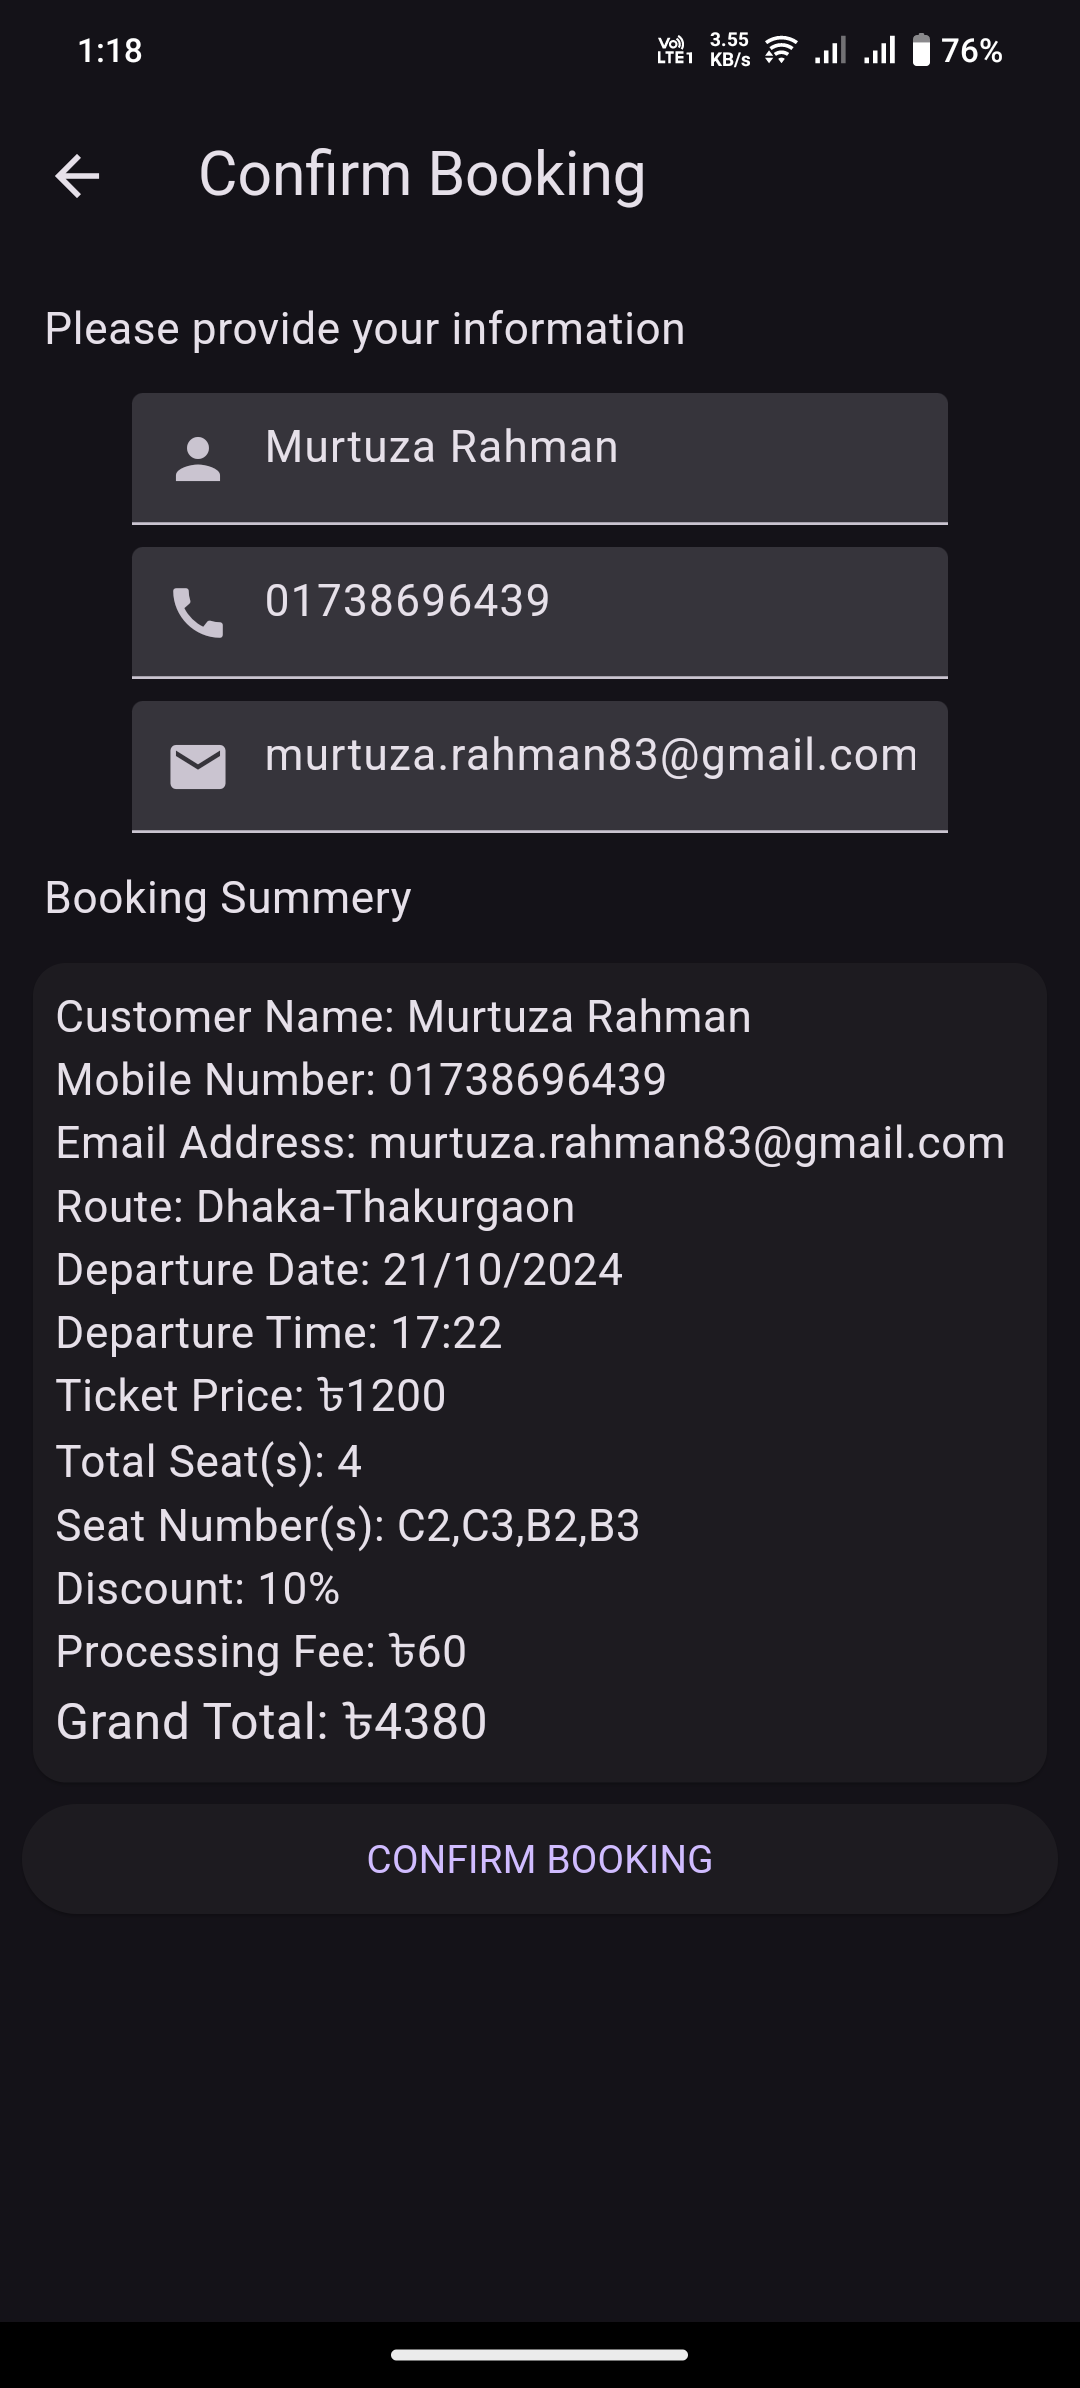 1:18
Vo)) LTE1 3.55 KB/s 76%
Confirm Booking
Please provide your information
Murtuza Rahman
01738696439
murtuza.rahman83@gmail.com
Booking Summery
Customer Name: Murtuza Rahman
Mobile Number: 01738696439
Email Address: murtuza.rahman83@gmail.com
Route: Dhaka-Thakurgaon
Departure Date: 21/10/2024
Departure Time: 17:22
Ticket Price: ৳1200
Total Seat(s): 4
Seat Number(s): C2,C3,B2,B3
Discount: 10%
Processing Fee: ৳60
Grand Total: ৳4380
CONFIRM BOOKING